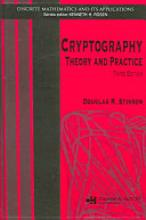 DISCRETE MATHEMATICS AND ITS APPLICATIONS
Series editor KENNETH H. ROSEN
CRYPTOGRAPHY
THEORY AND PRACTICE
THIRD EDITION
DOUGLAS R. STINSON